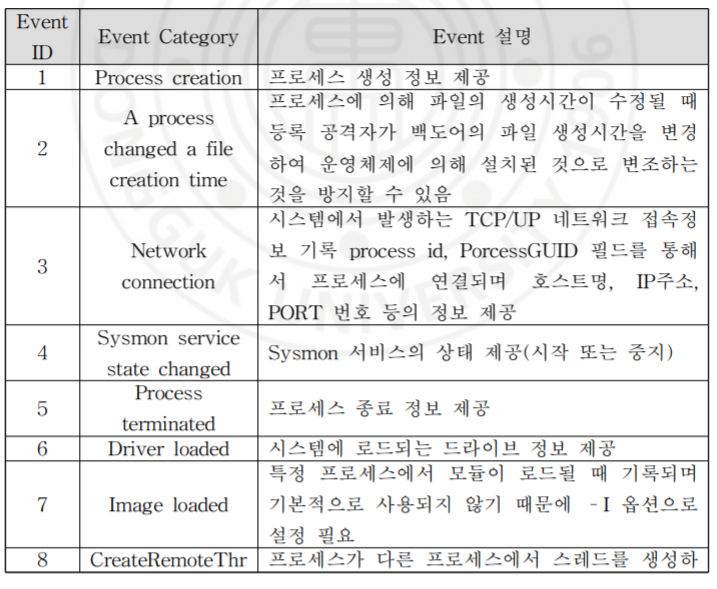 Event ID Event Category Event 설명
1 Process creation 프로세스 생성 정보 제공
2 A process changed a file creation time 프로세스에 의해 파일의 생성시간이 수정될 때
등록 공격자가 백도어의 파일 생성시간을 변경
하여 운영체제에 의해 설치된 것으로 변조하는
것을 방지할 수 있음
3 Network connection 시스템에서 발생하는 TCP/UP 네트워크 접속정
보 기록 process id, PorcessGUID 필드를 통해
서 프로세스에 연결되며 호스트명, IP주소,
PORT 번호 등의 정보 제공
4 Sysmon service state changed Sysmon 서비스의 상태 제공(시작 또는 중지)
5 Process terminated 프로세스 종료 정보 제공
6 Driver loaded 시스템에 로드되는 드라이브 정보 제공
7 Image loaded 특정 프로세스에서 모듈이 로드될 때 기록되며
기본적으로 사용되지 않기 때문에 -I 옵션으로
설정 필요
8 CreateRemoteThr 프로세스가 다른 프로세스에서 스레드를 생성하
DONGGUK UNIVERSITY 1906